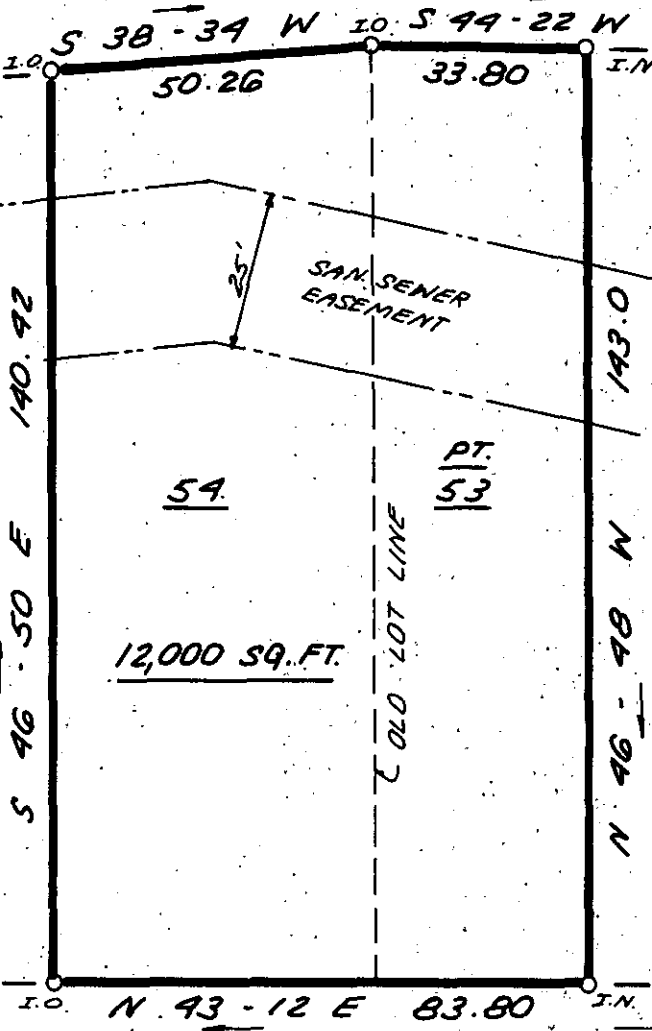 S 38-34 W
I.O.
S 44-22 W
I.O.
50.26
33.80
I.N.
25'
SAN. SEWER
EASEMENT
S 46-50 E 140.42
N 46-48 W 143.0
54
PT.
53
OLD LOT LINE
12,000 SQ.FT.
I.O.
N 43-12 E 83.80
I.N.